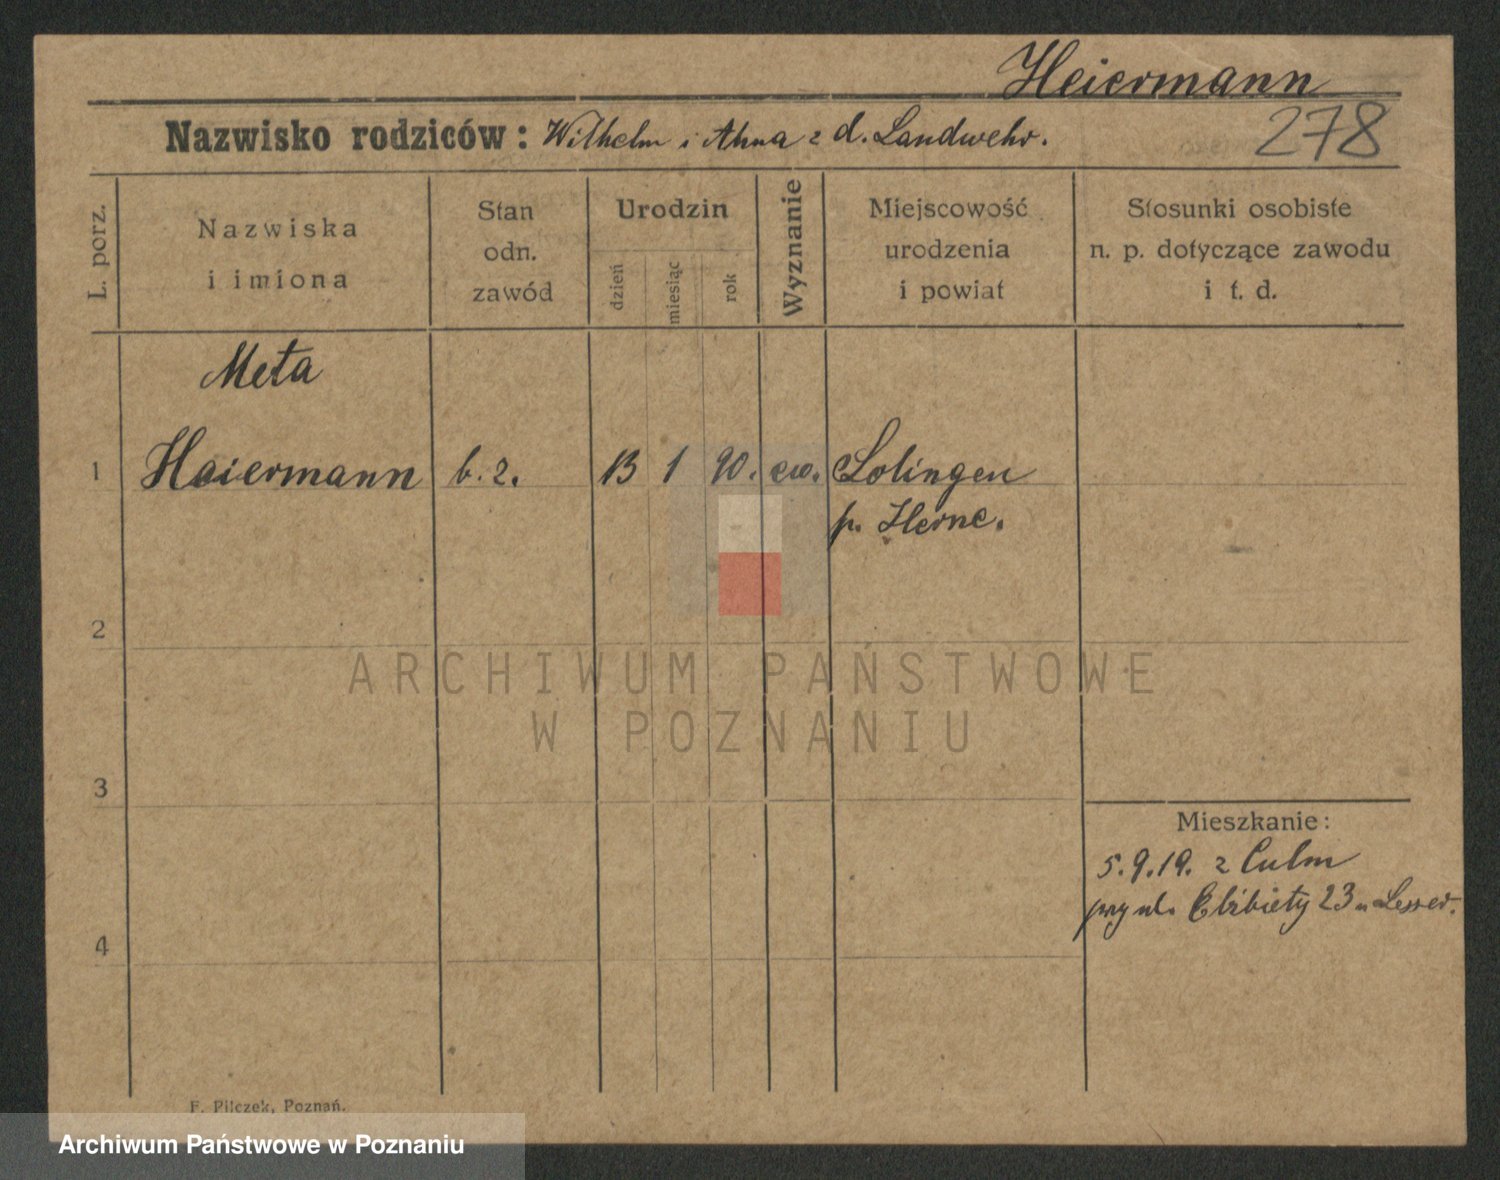 Heiermann
Nazwisko rodziców: Wilhelm i Anna z d. Landwehr.
278
L. porz.
Nazwiska
i imiona
Stan
odn.
zawód
Urodzin
dzień
miesiąc
rok
Wyznanie
Miejscowość
urodzenia
i powiat
Stosunki osobiste
n. p. dotyczące zawodu
i t. d.
Meta
1 Haiermann b. z. 13 1 90. ew. Solingen
p. Herne.
2
ARCHIWUM PAŃSTWOWE
W POZNANIU
3
Mieszkanie:
5.9.19. z Culm
przy ul. Elżbiety 23 u Lesser.
4
F. Pilczek, Poznań.
Archiwum Państwowe w Poznaniu